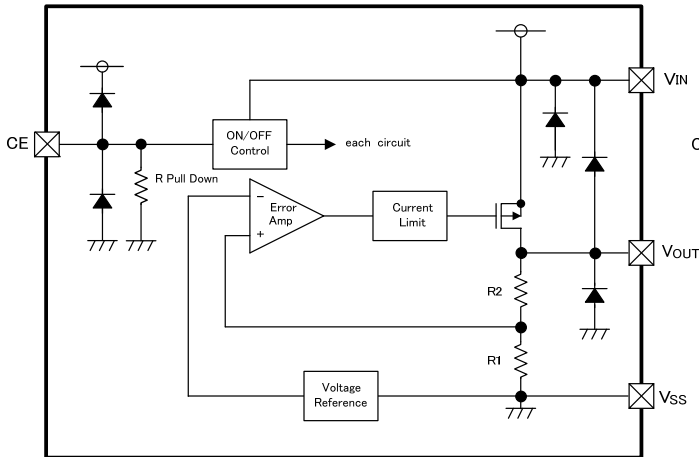 VIN
CE
ON/OFF
Control
each circuit
C
R Pull Down
−
Error
Amp
+
Current
Limit
VOUT
R2
R1
Voltage
Reference
VSS